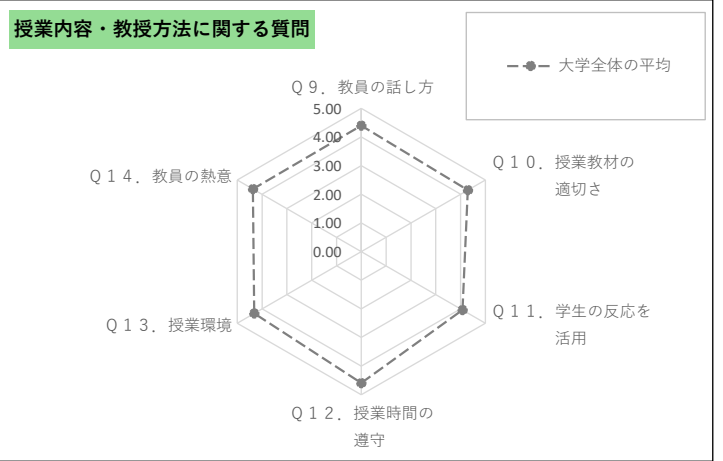 授業内容・教授方法に関する質問
大学全体の平均
Ｑ９．教員の話し方
5.00
4.00
3.00
2.00
1.00
0.00
Ｑ１０．授業教材の
適切さ
Ｑ１１．学生の反応を
活用
Ｑ１２．授業時間の
遵守
Ｑ１３．授業環境
Ｑ１４．教員の熱意